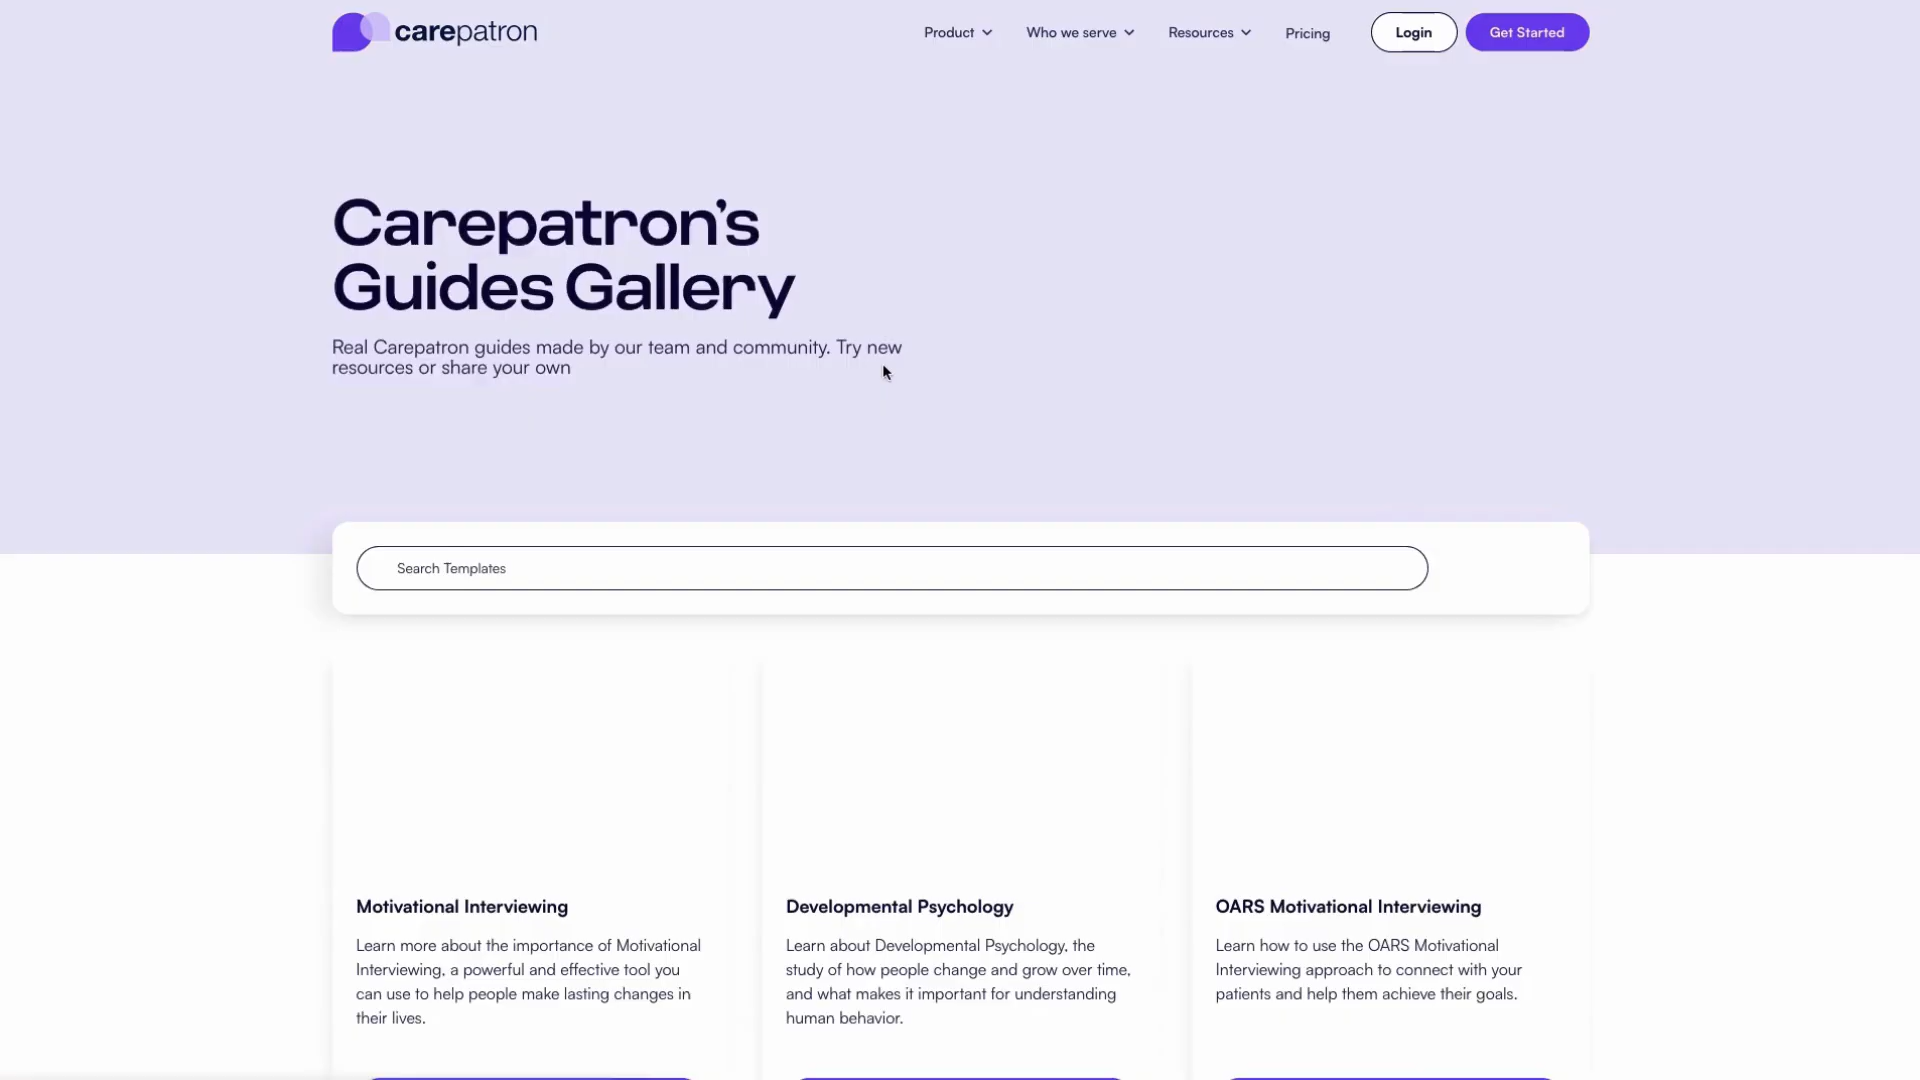 carepatron
Product
Who we serve
Resources
Pricing
Login
Get Started
Carepatron’s
Guides Gallery
Real Carepatron guides made by our team and community. Try new
resources or share your own
Search Templates
Motivational Interviewing
Learn more about the importance of Motivational
Interviewing, a powerful and effective tool you
can use to help people make lasting changes in
their lives.
Developmental Psychology
Learn about Developmental Psychology, the
study of how people change and grow over time,
and what makes it important for understanding
human behavior.
OARS Motivational Interviewing
Learn how to use the OARS Motivational
Interviewing approach to connect with your
patients and help them achieve their goals.